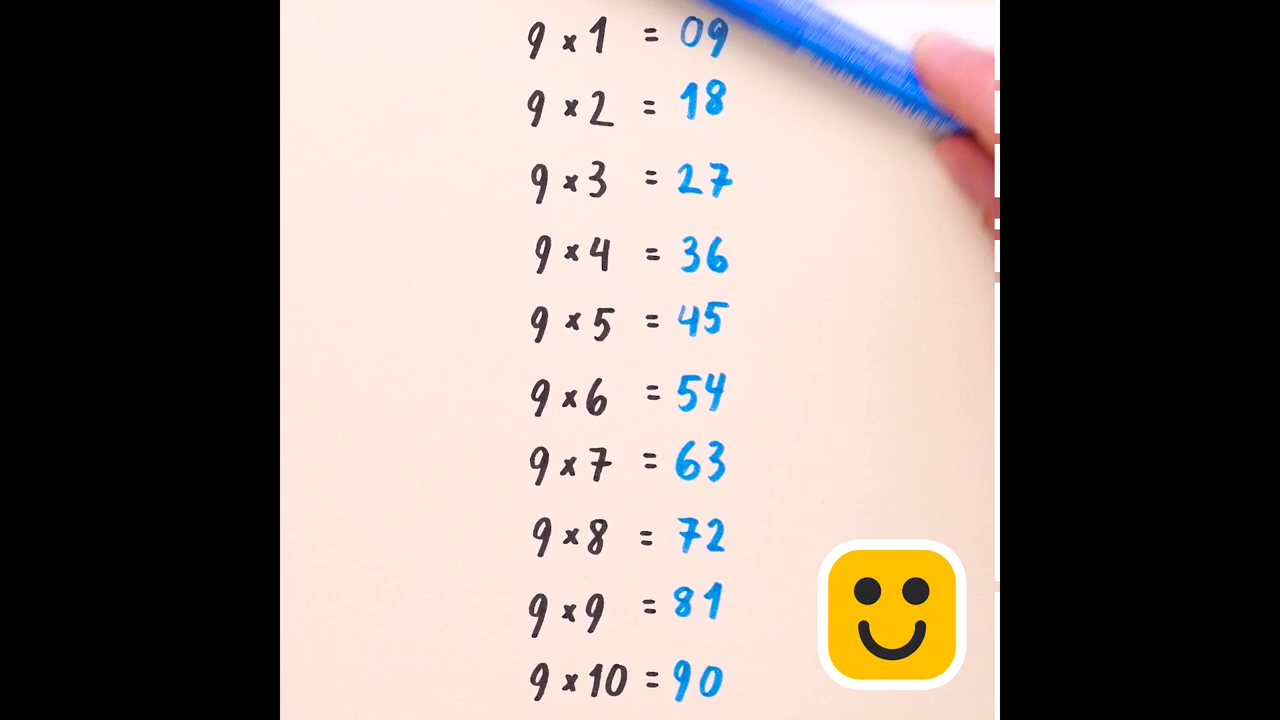 9 × 1 = 09
9 × 2 = 18
9 × 3 = 27
9 × 4 = 36
9 × 5 = 45
9 × 6 = 54
9 × 7 = 63
9 × 8 = 72
9 × 9 = 81
9 × 10 = 90